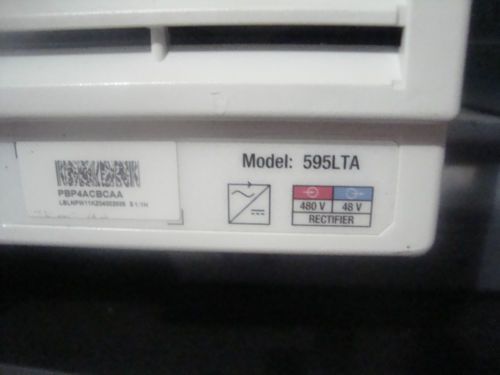 Model: 595LTA
PBP4ACBCAA
480 V 48 V
RECTIFIER